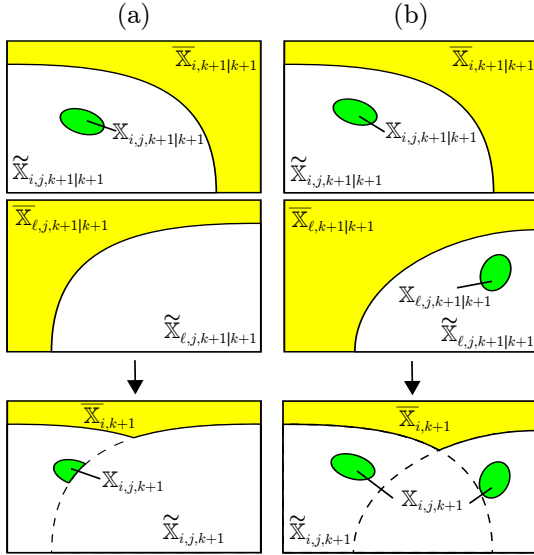 (a) (b)
𝕏̅_{i,k+1|k+1} 𝕏̅_{i,k+1|k+1}
𝕏_{i,j,k+1|k+1} 𝕏_{i,j,k+1|k+1}
𝕏̃_{i,j,k+1|k+1} 𝕏̃_{i,j,k+1|k+1}
𝕏̅_{ℓ,j,k+1|k+1} 𝕏̅_{ℓ,k+1|k+1}
𝕏_{ℓ,j,k+1|k+1}
𝕏̃_{ℓ,j,k+1|k+1} 𝕏̃_{ℓ,j,k+1|k+1}
𝕏̅_{i,k+1} 𝕏̅_{i,k+1}
𝕏_{i,j,k+1} 𝕏_{i,j,k+1}
𝕏̃_{i,j,k+1} 𝕏̃_{i,j,k+1}